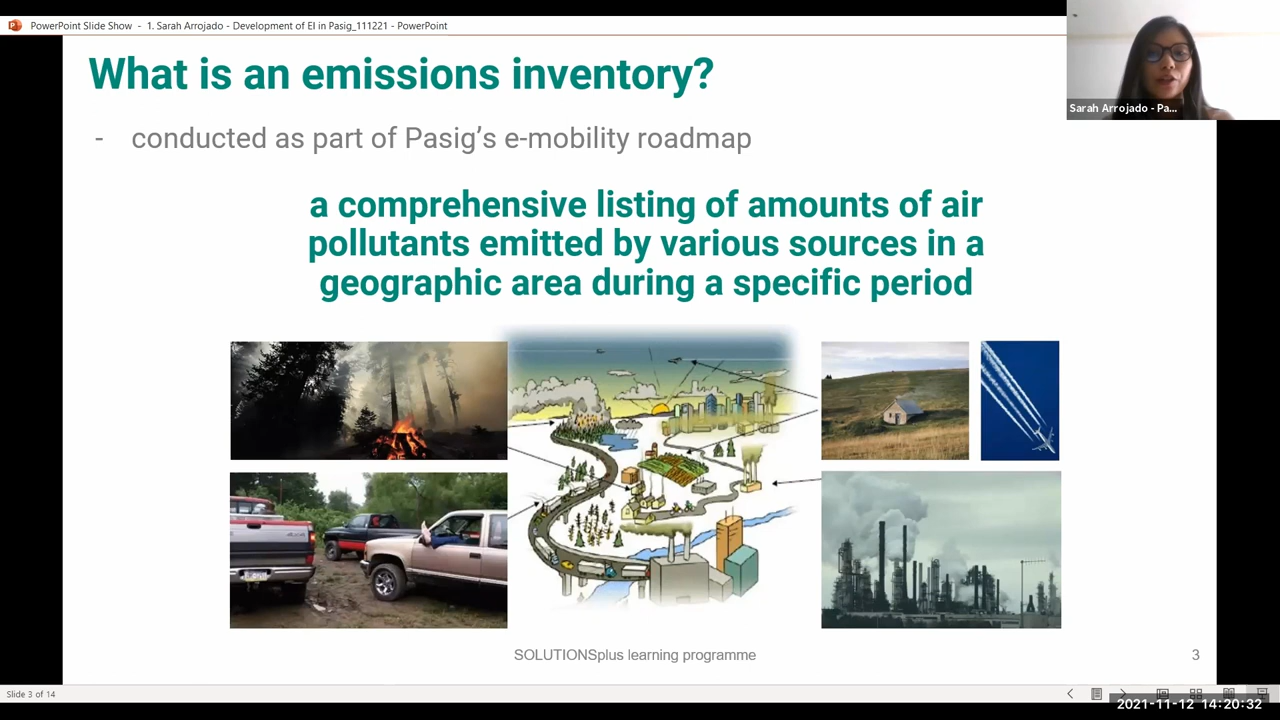 PowerPoint Slide Show - 1. Sarah Arrojado - Development of EI in Pasig_111221 - PowerPoint
What is an emissions inventory?
Sarah Arrojado - Pa...
- conducted as part of Pasig's e-mobility roadmap
a comprehensive listing of amounts of air
pollutants emitted by various sources in a
geographic area during a specific period
SOLUTIONSplus learning programme
3
Slide 3 of 14
2021-11-12 14:20:32